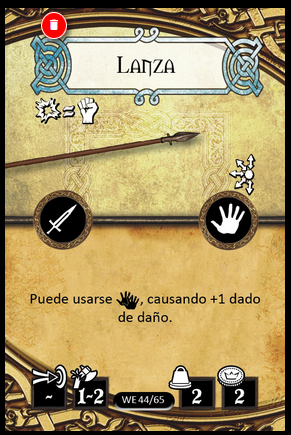 Lanza
=
Puede usarse , causando +1 dado
de daño.
~ 1-2 WE 44/65 2 2